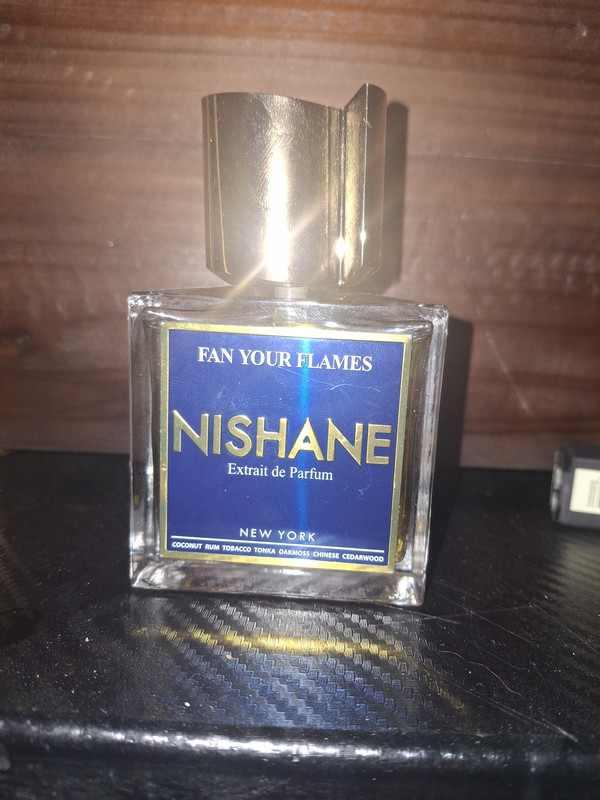 FAN YOUR FLAMES
NISHANE
Extrait de Parfum
NEW YORK
COCONUT RUM TOBACCO TONKA OAKMOSS CHINESE CEDARWOOD